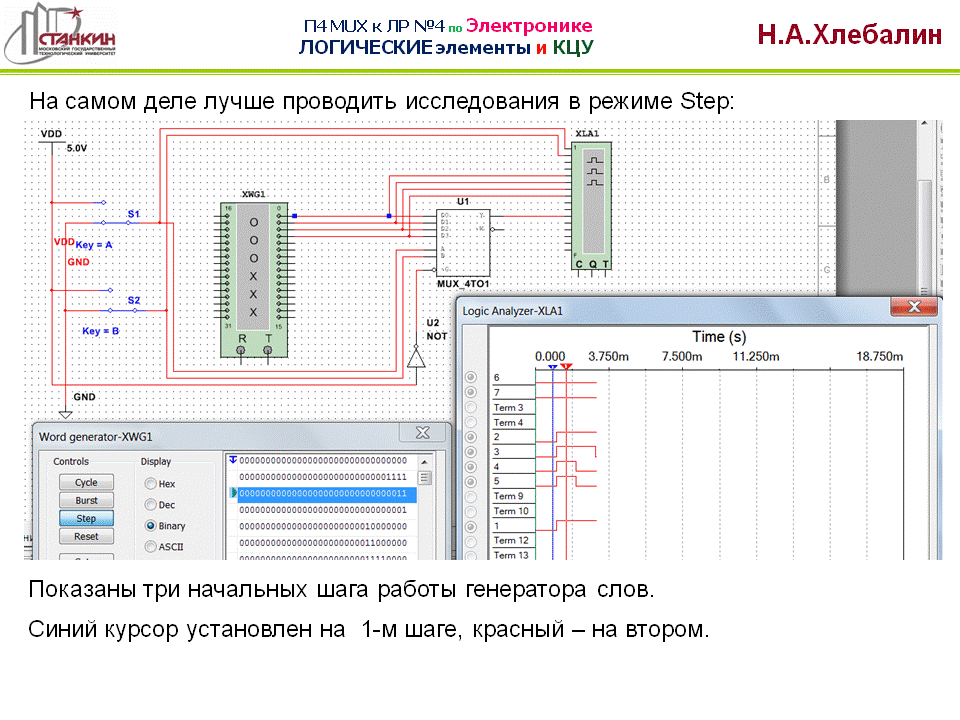 СТАНКИН
МОСКОВСКИЙ ГОСУДАРСТВЕННЫЙ
ТЕХНОЛОГИЧЕСКИЙ УНИВЕРСИТЕТ
П4 MUX к ЛР №4 по Электронике
ЛОГИЧЕСКИЕ элементы и КЦУ
Н.А.Хлебалин
На самом деле лучше проводить исследования в режиме Step:
VDD
5.0V
S1
VDD
Key = A
GND
S2
Key = B
GND
XWG1
16 0
O
O
O
X
X
X
31 15
R T
U1
D0 Y
D1
D2 ~W
D3
A
B
~G
MUX_4TO1
U2
NOT
XLA1
1
F
C Q T
B
C
Logic Analyzer-XLA1
Time (s)
0.000 3.750m 7.500m 11.250m 18.750m
6
7
Term 3
Term 4
2
3
4
5
Term 9
Term 10
1
Term 12
Term 13
Word generator-XWG1
Controls
Cycle
Burst
Step
Reset
Display
Hex
Dec
Binary
ASCII
00000000000000000000000000000000
00000000000000000000000000001111
00000000000000000000000000000011
00000000000000000000000000000001
00000000000000000000000010000000
00000000000000000000000011000000
Показаны три начальных шага работы генератора слов.
Синий курсор установлен на 1-м шаге, красный – на втором.